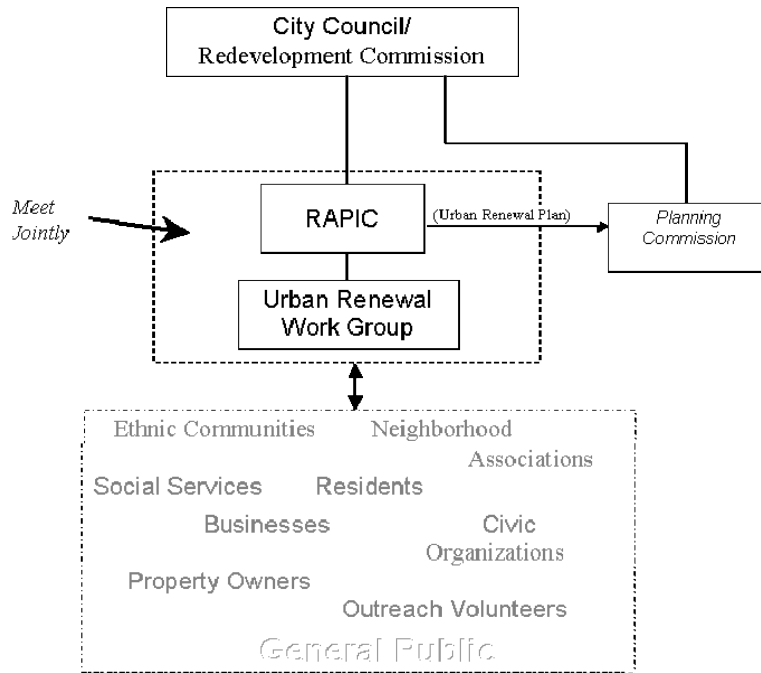 City Council/
Redevelopment Commission
Meet
Jointly
RAPIC
(Urban Renewal Plan)
Planning
Commission
Urban Renewal
Work Group
Ethnic Communities
Neighborhood
Associations
Social Services
Residents
Businesses
Civic
Organizations
Property Owners
Outreach Volunteers
General Public